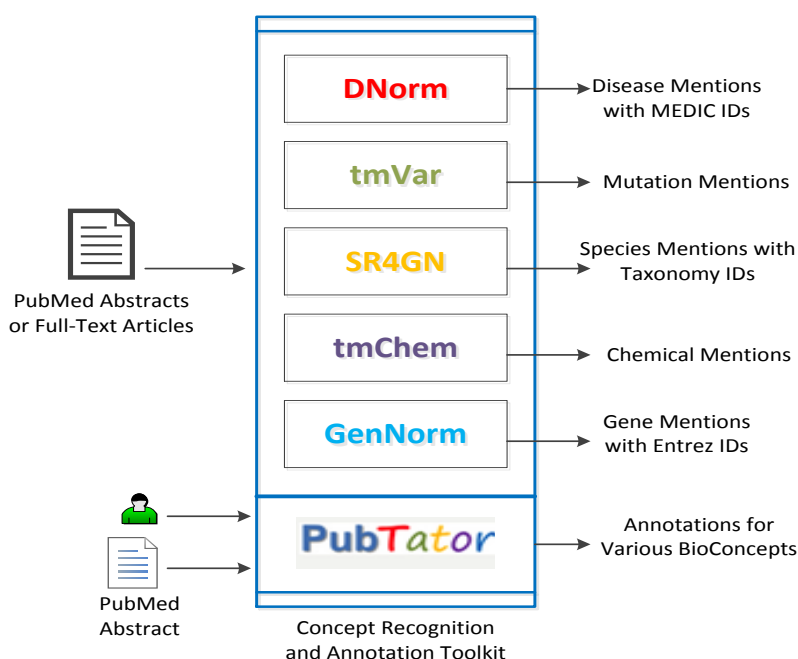 DNorm
Disease Mentions
with MEDIC IDs
tmVar
Mutation Mentions
SR4GN
Species Mentions with
Taxonomy IDs
PubMed Abstracts
or Full-Text Articles
tmChem
Chemical Mentions
GenNorm
Gene Mentions
with Entrez IDs
PubTator
Annotations for
Various BioConcepts
PubMed
Abstract
Concept Recognition
and Annotation Toolkit